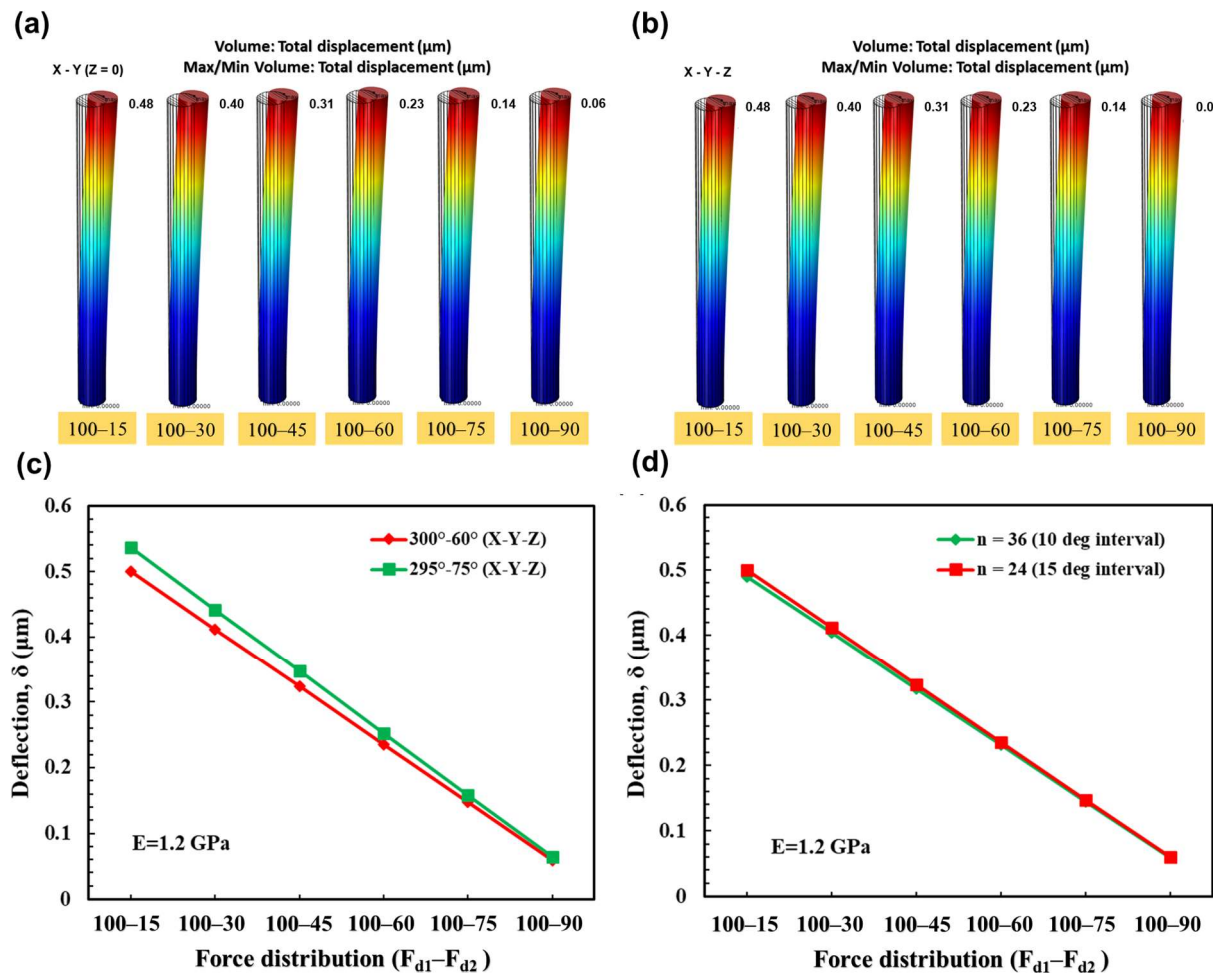 (a)
Volume: Total displacement (μm)
Max/Min Volume: Total displacement (μm)
X - Y (Z = 0)
0.48 0.40 0.31 0.23 0.14 0.06
100–15 100–30 100–45 100–60 100–75 100–90
(b)
Volume: Total displacement (μm)
Max/Min Volume: Total displacement (μm)
X - Y - Z
0.48 0.40 0.31 0.23 0.14 0.0
100–15 100–30 100–45 100–60 100–75 100–90
(c)
Deflection, δ (μm)
0.6
0.5
0.4
0.3
0.2
0.1
0
300°-60° (X-Y-Z)
295°-75° (X-Y-Z)
E=1.2 GPa
100–15 100–30 100–45 100–60 100–75 100–90
Force distribution (Fd1–Fd2 )
(d)
Deflection, δ (μm)
0.6
0.5
0.4
0.3
0.2
0.1
0
n = 36 (10 deg interval)
n = 24 (15 deg interval)
E=1.2 GPa
100–15 100–30 100–45 100–60 100–75 100–90
Force distribution (Fd1–Fd2 )